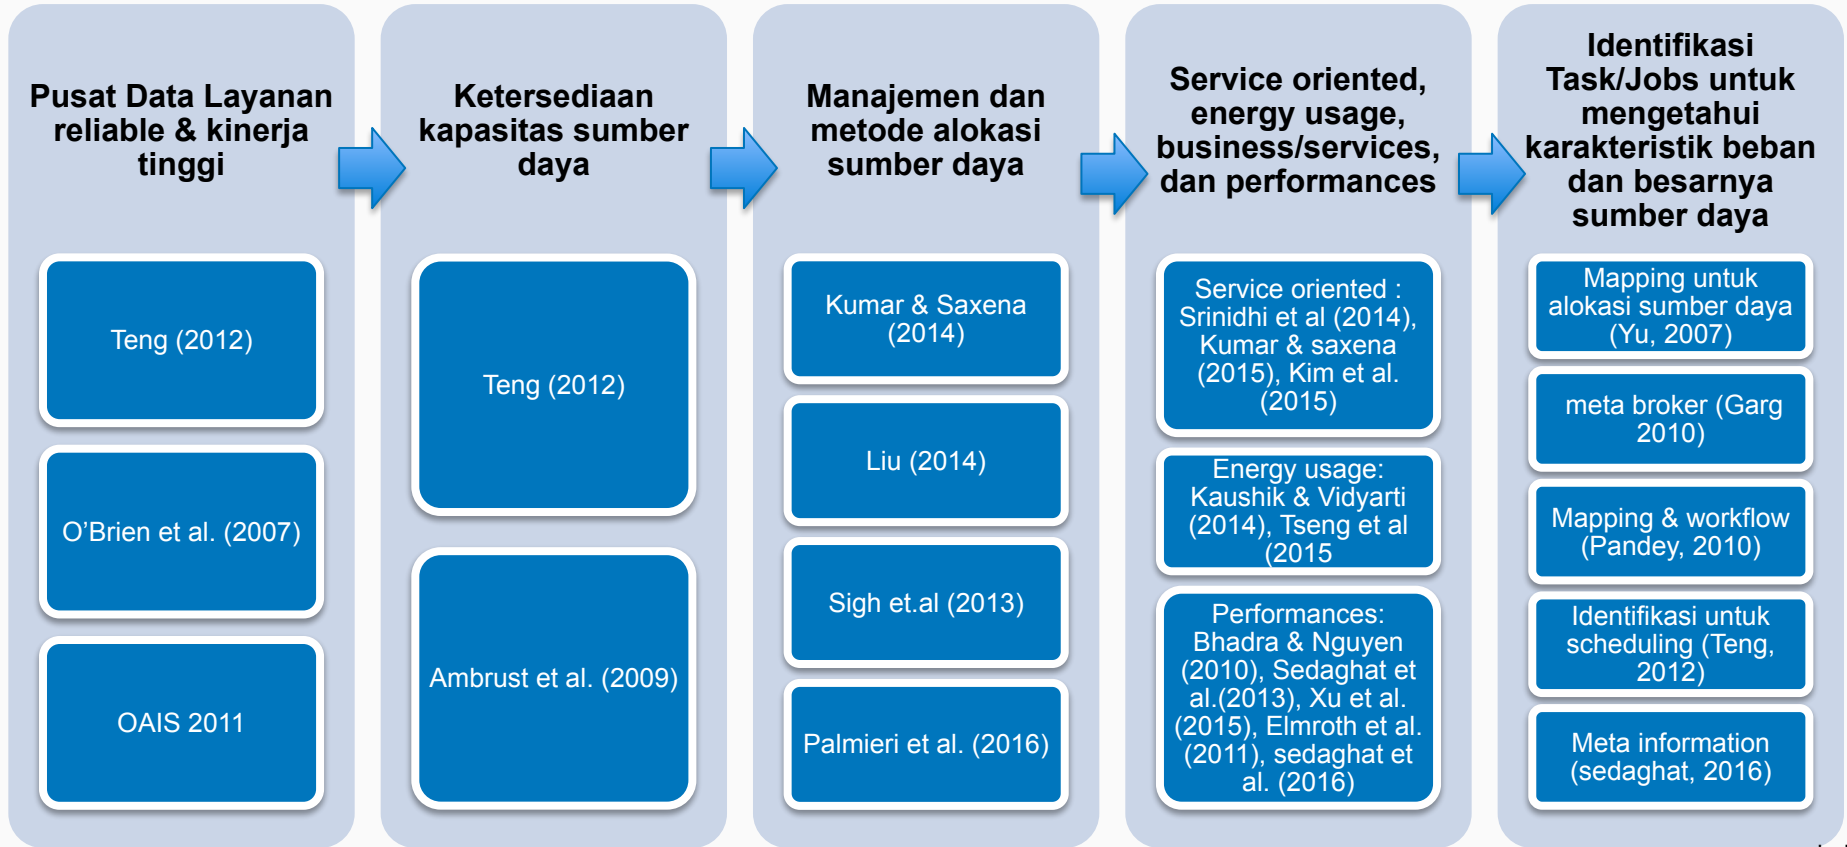 Pusat Data Layanan
reliable & kinerja
tinggi
Teng (2012)
O’Brien et al. (2007)
OAIS 2011
Ketersediaan
kapasitas sumber
daya
Teng (2012)
Ambrust et al. (2009)
Manajemen dan
metode alokasi
sumber daya
Kumar & Saxena
(2014)
Liu (2014)
Sigh et.al (2013)
Palmieri et al. (2016)
Service oriented,
energy usage,
business/services,
dan performances
Service oriented :
Srinidhi et al (2014),
Kumar & saxena
(2015), Kim et al.
(2015)
Energy usage:
Kaushik & Vidyarti
(2014), Tseng et al
(2015
Performances:
Bhadra & Nguyen
(2010), Sedaghat et
al.(2013), Xu et al.
(2015), Elmroth et al.
(2011), sedaghat et
al. (2016)
Identifikasi
Task/Jobs untuk
mengetahui
karakteristik beban
dan besarnya
sumber daya
Mapping untuk
alokasi sumber daya
(Yu, 2007)
meta broker (Garg
2010)
Mapping & workflow
(Pandey, 2010)
Identifikasi untuk
scheduling (Teng,
2012)
Meta information
(sedaghat, 2016)